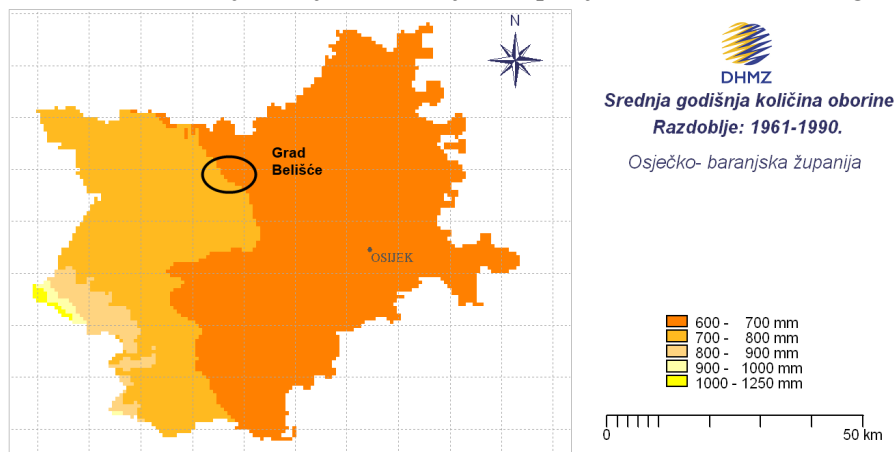 N
Grad
Belišće
OSIJEK
DHMZ
Srednja godišnja količina oborine
Razdoblje: 1961-1990.
Osječko- baranjska županija
600 - 700 mm
700 - 800 mm
800 - 900 mm
900 - 1000 mm
1000 - 1250 mm
0 50 km